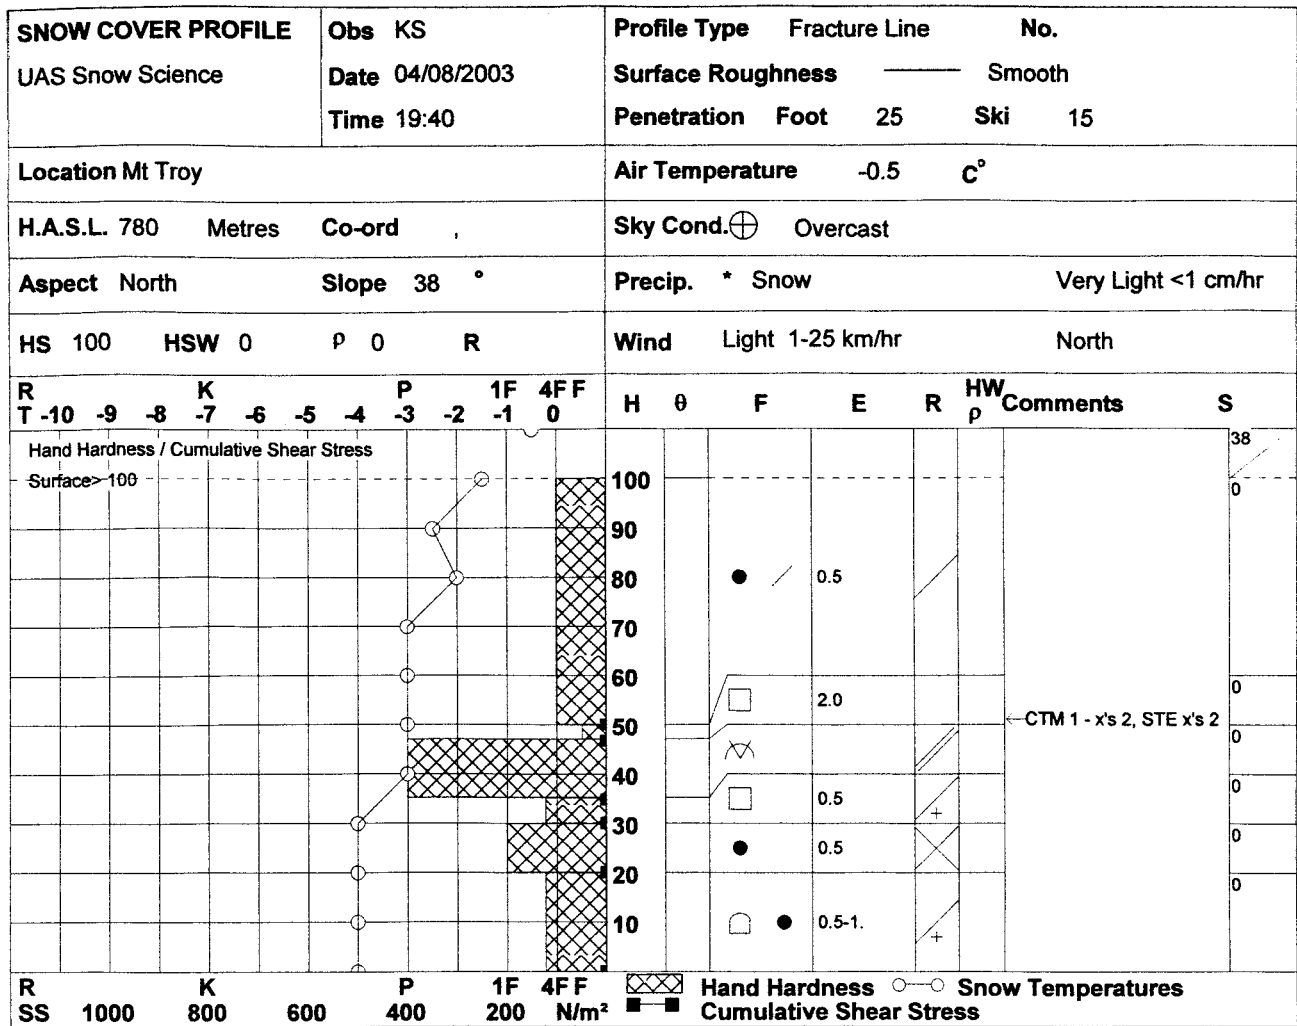 SNOW COVER PROFILE Obs KS Profile Type Fracture Line No.
UAS Snow Science Date 04/08/2003 Surface Roughness Smooth
Time 19:40 Penetration Foot 25 Ski 15
Location Mt Troy Air Temperature -0.5 C°
H.A.S.L. 780 Metres Co-ord , Sky Cond. Overcast
Aspect North Slope 38 ° Precip. * Snow Very Light <1 cm/hr
HS 100 HSW 0 ρ 0 R Wind Light 1-25 km/hr North
R K P 1F 4F F
T -10 -9 -8 -7 -6 -5 -4 -3 -2 -1 0
H θ F E R HW ρ Comments S
Hand Hardness / Cumulative Shear Stress
38
Surface> 100
100
0
90
80 0.5
70
60
0
2.0
50
CTM 1 - x's 2, STE x's 2
0
40
0
0.5
+
30
0
0.5
20
0
10 0.5-1.
+
R K P 1F 4F F
SS 1000 800 600 400 200 N/m²
Hand Hardness Snow Temperatures
Cumulative Shear Stress